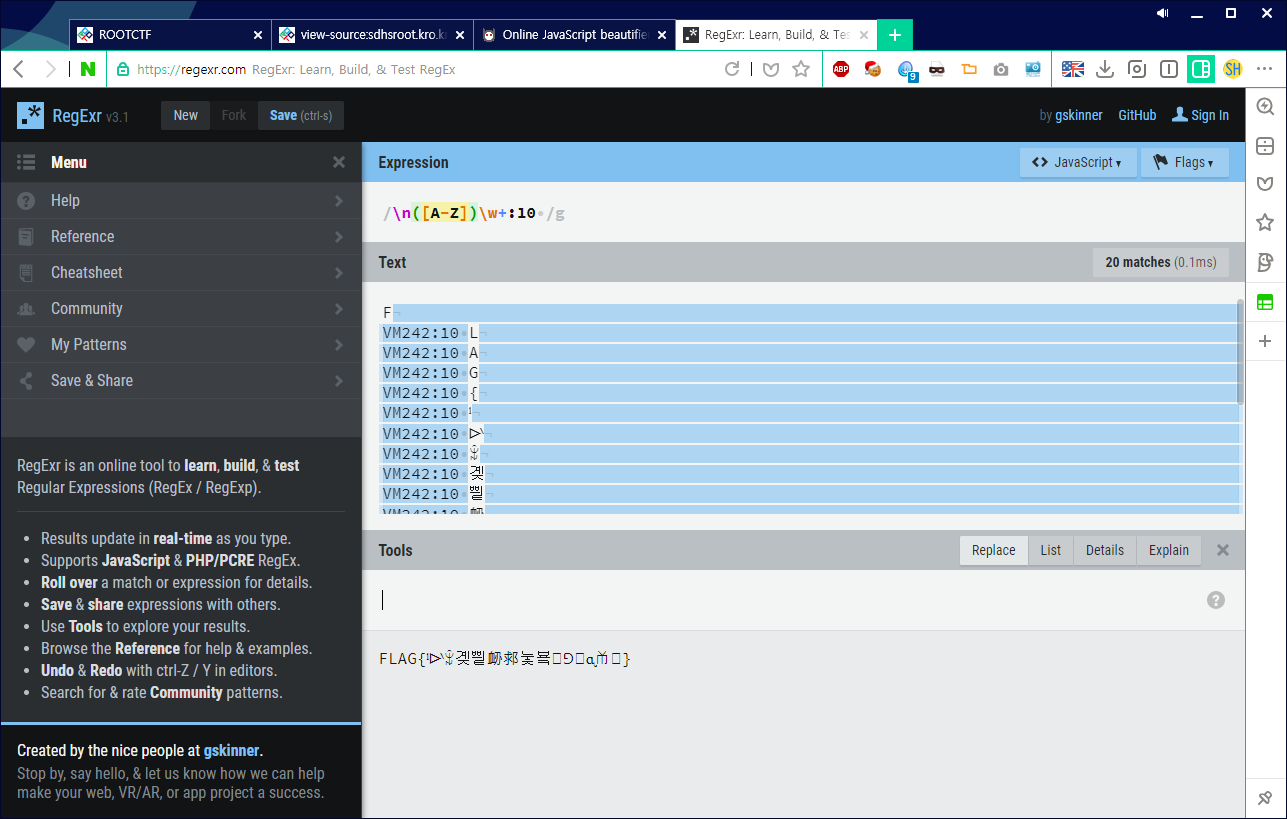 ROOTCTF
view-source:sdhsroot.kro.k
Online JavaScript beautifie
RegExr: Learn, Build, & Tes
https://regexr.com RegExr: Learn, Build, & Test RegEx
ABP
9
SH
RegExr v3.1
New
Fork
Save (ctrl-s)
by gskinner
GitHub
Sign In
Menu
Help
Reference
Cheatsheet
Community
My Patterns
Save & Share
RegExr is an online tool to learn, build, & test
Regular Expressions (RegEx / RegExp).
Results update in real-time as you type.
Supports JavaScript & PHP/PCRE RegEx.
Roll over a match or expression for details.
Save & share expressions with others.
Use Tools to explore your results.
Browse the Reference for help & examples.
Undo & Redo with ctrl-Z / Y in editors.
Search for & rate Community patterns.
Created by the nice people at gskinner.
Stop by, say hello, & let us know how we can help
make your web, VR/AR, or app project a success.
Expression
JavaScript
Flags
/\n([A-Z])\w+:10 /g
Text
20 matches (0.1ms)
F
VM242:10 L
VM242:10 A
VM242:10 G
VM242:10 {
VM242:10
VM242:10
VM242:10
VM242:10 곛
VM242:10 삘
VM242:10
Tools
Replace
List
Details
Explain
FLAG{